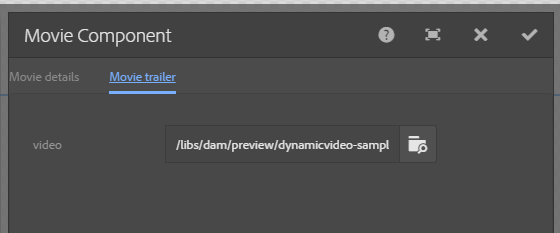 Movie Component
Movie details
Movie trailer
video
/libs/dam/preview/dynamicvideo-sampl